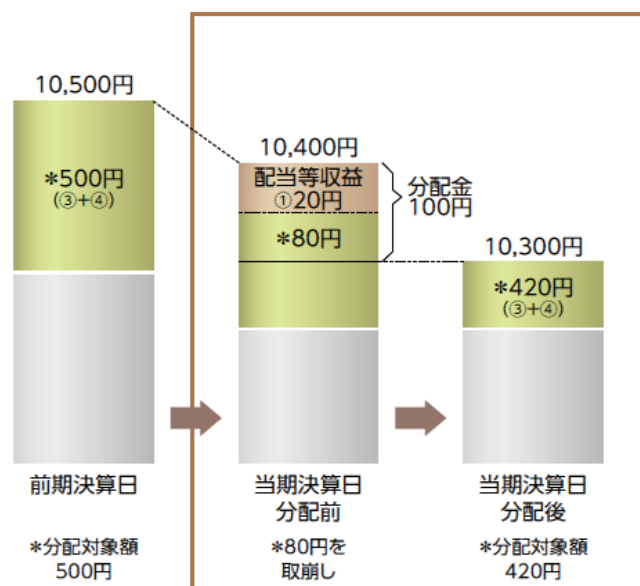 10,500円
*500円
(③+④)
10,400円
配当等収益
①20円
*80円
分配金
100円
10,300円
*420円
(③+④)
前期決算日
当期決算日
分配前
当期決算日
分配後
*分配対象額
500円
*80円を
取崩し
*分配対象額
420円